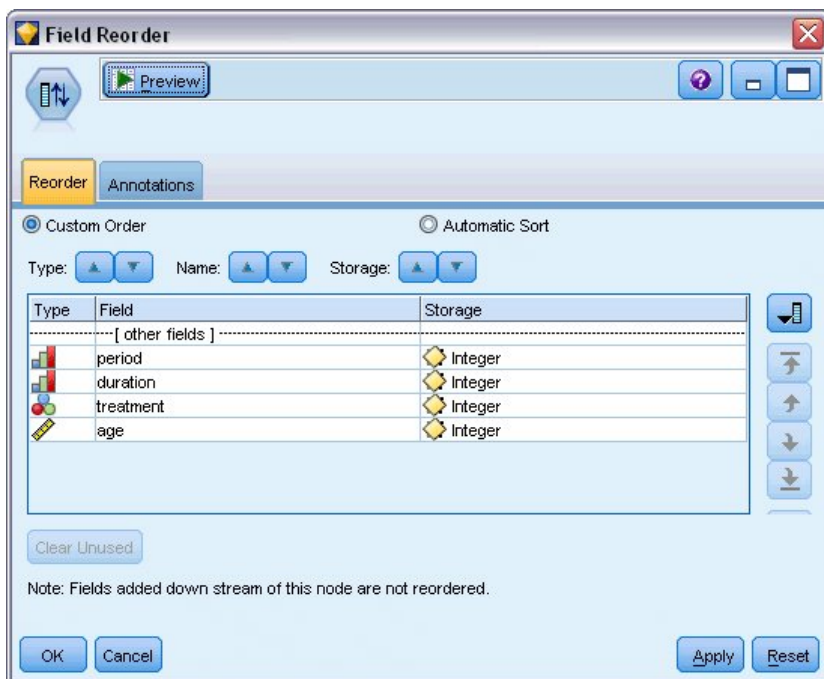 Field Reorder
Preview
Reorder Annotations
Custom Order Automatic Sort
Type: Name: Storage:
Type Field Storage
[ other fields ]
period Integer
duration Integer
treatment Integer
age Integer
Clear Unused
Note: Fields added down stream of this node are not reordered.
OK Cancel Apply Reset